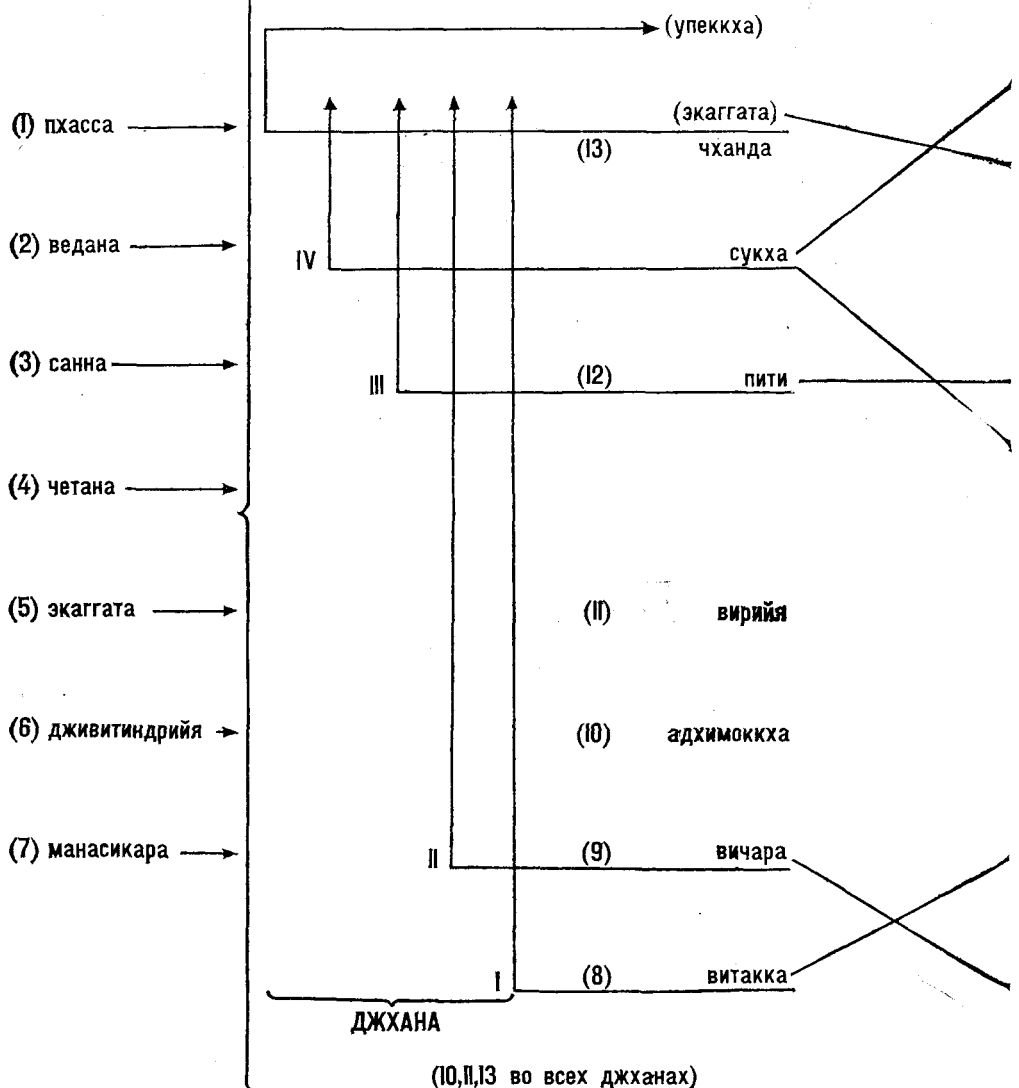 (упеккха)
(1) пхасса
(экаггата)
(13) чханда
(2) ведана
IV сукха
(3) санна
III (12) пити
(4) четана
(5) экаггата
(11) вирийя
(6) дживитиндрийя
(10) адхимоккха
(7) манасикара
II (9) вичара
I (8) витакка
ДЖХАНА
(10,11,13 во всех джханах)